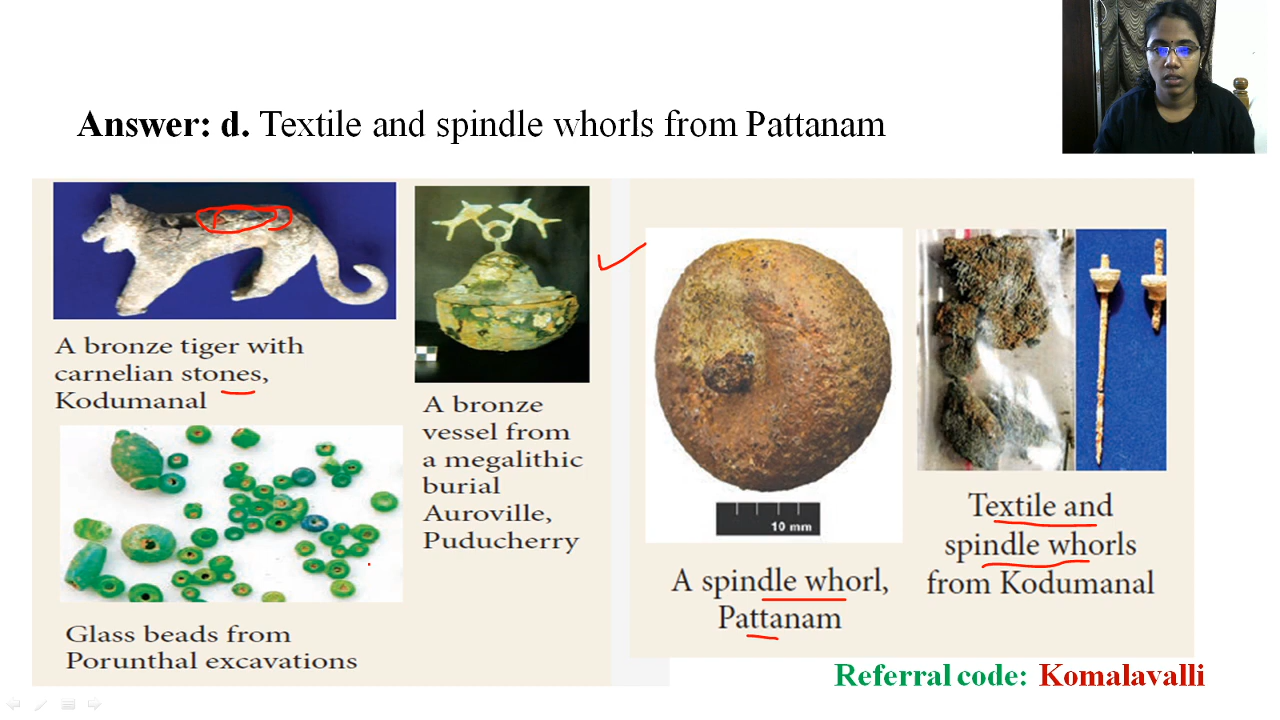 Answer: d. Textile and spindle whorls from Pattanam
A bronze tiger with
carnelian stones,
Kodumanal
A bronze
vessel from
a megalithic
burial
Auroville,
Puducherry
Glass beads from
Porunthal excavations
10 mm
A spindle whorl,
Pattanam
Textile and
spindle whorls
from Kodumanal
Referral code: Komalavalli